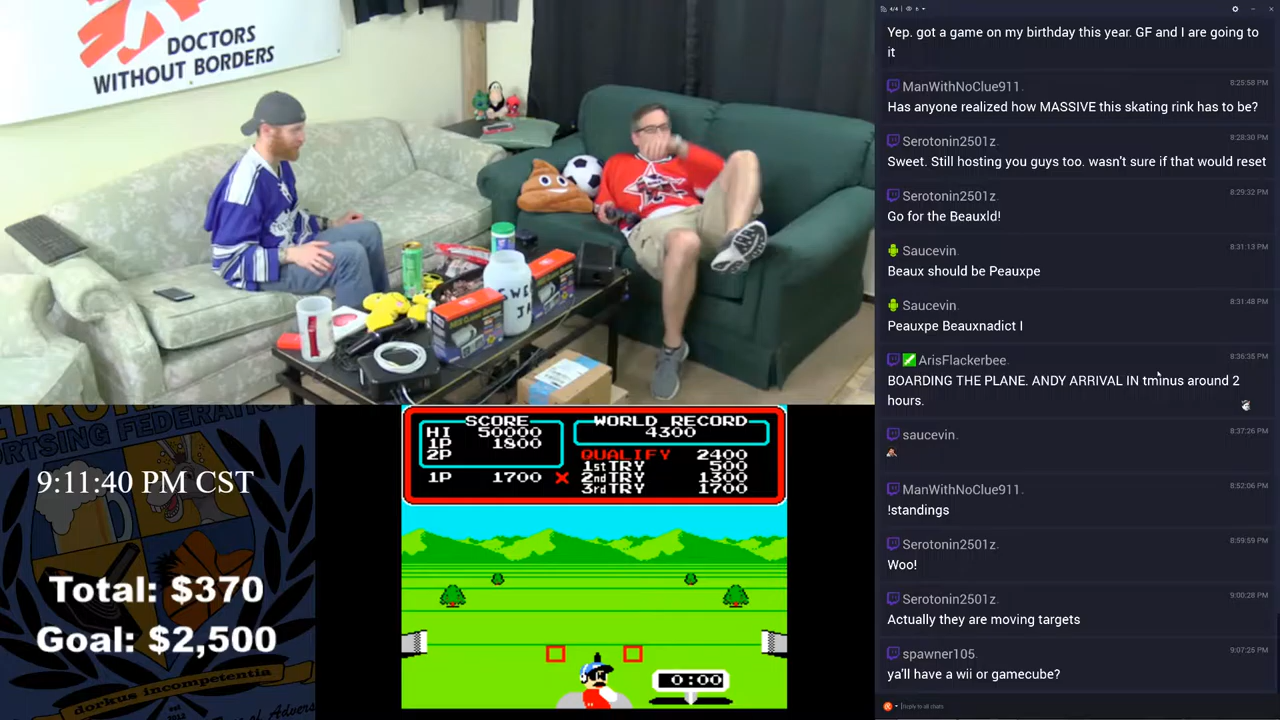 DOCTORS
WITHOUT BORDERS
SWE
JA
9:11:40 PM CST
Total: $370
Goal: $2,500
dorkus incompetentia
SCORE
HI 50000
1P 1800
2P
1P 1700 X
WORLD RECORD
4300
QUALIFY 2400
1st TRY 500
2nd TRY 1300
3rd TRY 1700
0:00
4/4
Yep. got a game on my birthday this year. GF and I are going to
it
ManWithNoClue911. 8:25:58 PM
Has anyone realized how MASSIVE this skating rink has to be?
Serotonin2501z. 8:28:30 PM
Sweet. Still hosting you guys too. wasn't sure if that would reset
Serotonin2501z 8:29:32 PM
Go for the Beauxld!
Saucevin. 8:31:13 PM
Beaux should be Peauxpe
Saucevin. 8:31:48 PM
Peauxpe Beauxnadict I
ArisFlackerbee. 8:36:35 PM
BOARDING THE PLANE. ANDY ARRIVAL IN tminus around 2
hours.
saucevin. 8:37:26 PM
ManWithNoClue911. 8:52:06 PM
!standings
Serotonin2501z. 8:59:59 PM
Woo!
Serotonin2501z. 9:00:28 PM
Actually they are moving targets
spawner105. 9:07:25 PM
ya'll have a wii or gamecube?
Reply to all chats